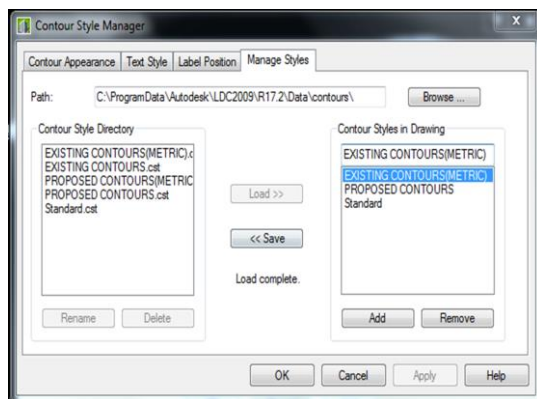 Contour Style Manager
X
Contour Appearance Text Style Label Position Manage Styles
Path: C:\ProgramData\Autodesk\LDC2009\R17.2\Data\contours\ Browse ...
Contour Style Directory
EXISTING CONTOURS(METRIC).c
EXISTING CONTOURS.cst
PROPOSED CONTOURS(METRIC
PROPOSED CONTOURS.cst
Standard.cst
Rename Delete
Load >>
<< Save
Load complete.
Contour Styles in Drawing
EXISTING CONTOURS(METRIC)
EXISTING CONTOURS(METRIC)
PROPOSED CONTOURS
Standard
Add Remove
OK Cancel Apply Help